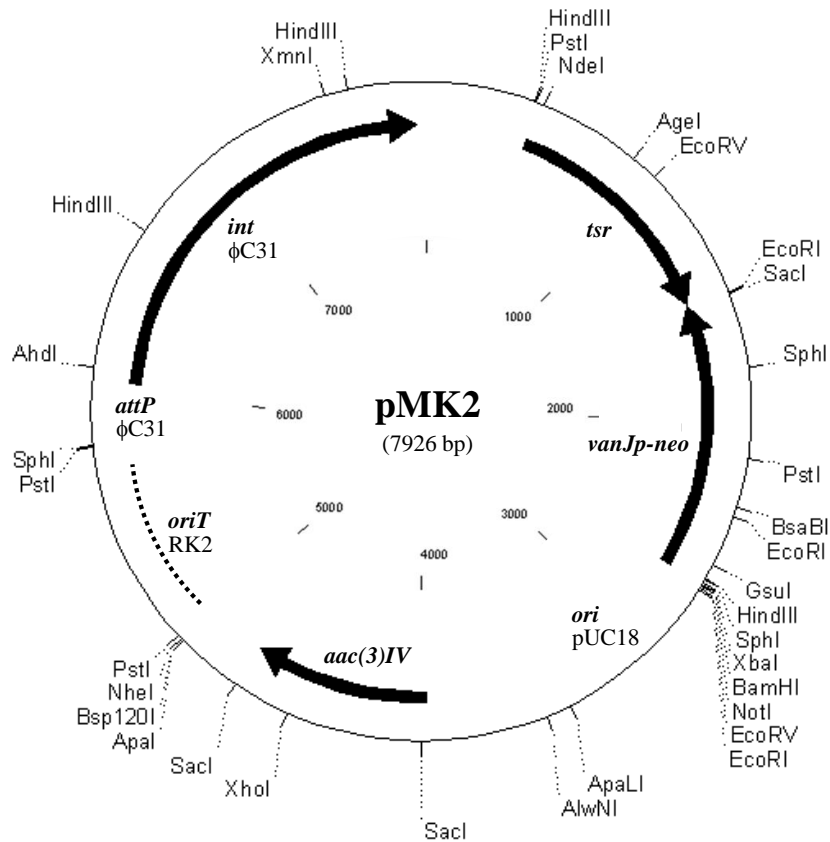 HindIII
XmnI
HindIII
PstI
NdeI
AgeI
EcoRV
HindIII
int
ϕC31
tsr
EcoRI
SacI
7000
1000
AhdI
SphI
attP
ϕC31
6000
pMK2
(7926 bp)
2000
vanJp-neo
SphI
PstI
PstI
oriT
RK2
5000
3000
BsaBI
EcoRI
4000
GsuI
HindIII
SphI
XbaI
BamHI
NotI
EcoRV
EcoRI
ori
pUC18
aac(3)IV
PstI
NheI
Bsp120I
ApaI
SacI
XhoI
SacI
ApaLI
AlwNI